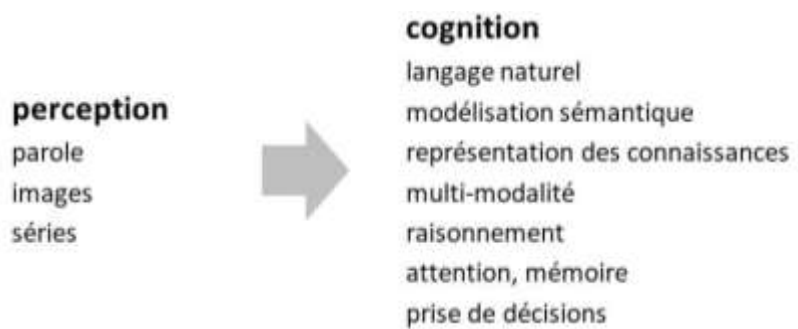 perception
parole
images
séries
cognition
langage naturel
modélisation sémantique
représentation des connaissances
multi-modalité
raisonnement
attention, mémoire
prise de décisions